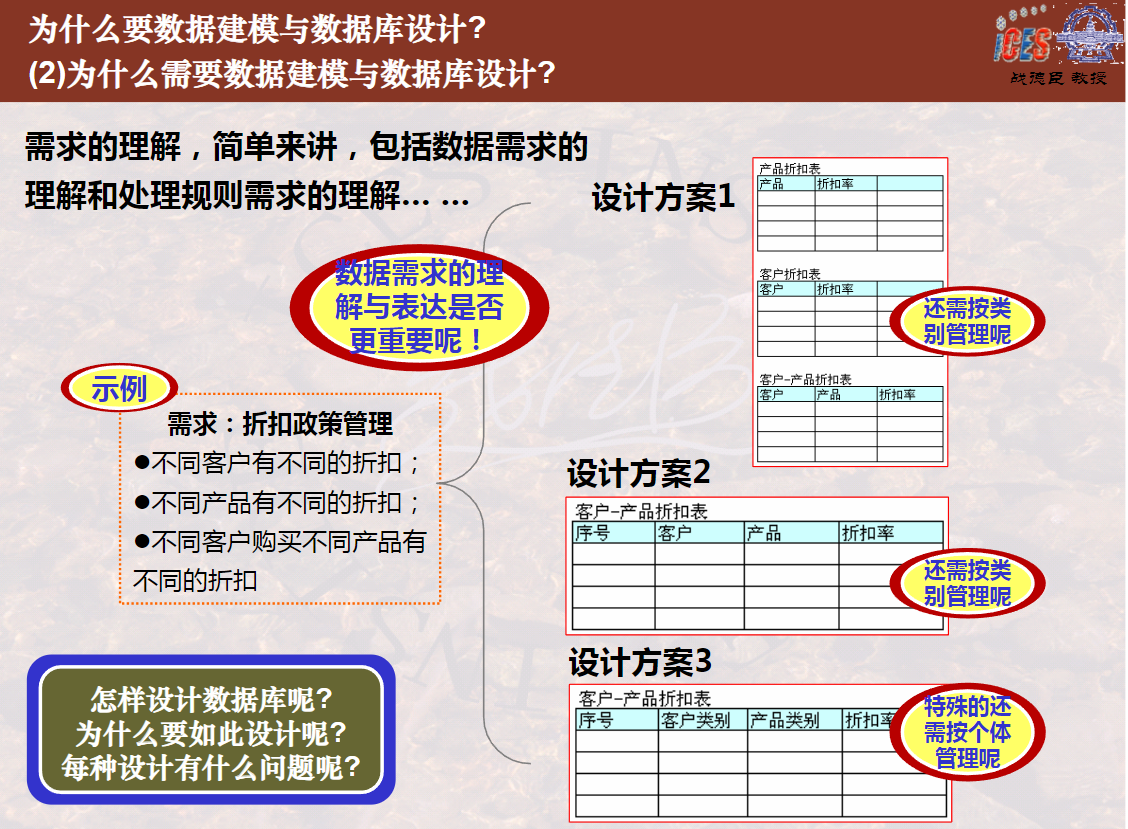 为什么要数据建模与数据库设计?
(2)为什么需要数据建模与数据库设计?
iCES
战德臣 教授
需求的理解，简单来讲，包括数据需求的
理解和处理规则需求的理解... ...
数据需求的理
解与表达是否
更重要呢！
示例
需求：折扣政策管理
●不同客户有不同的折扣；
●不同产品有不同的折扣；
●不同客户购买不同产品有
不同的折扣
怎样设计数据库呢?
为什么要如此设计呢?
每种设计有什么问题呢?
设计方案1
产品折扣表
产品 折扣率
客户折扣表
客户 折扣率
还需按类
别管理呢
客户-产品折扣表
客户 产品 折扣率
设计方案2
客户-产品折扣表
序号 客户 产品 折扣率
还需按类
别管理呢
设计方案3
客户-产品折扣表
序号 客户类别 产品类别 折扣率
特殊的还
需按个体
管理呢